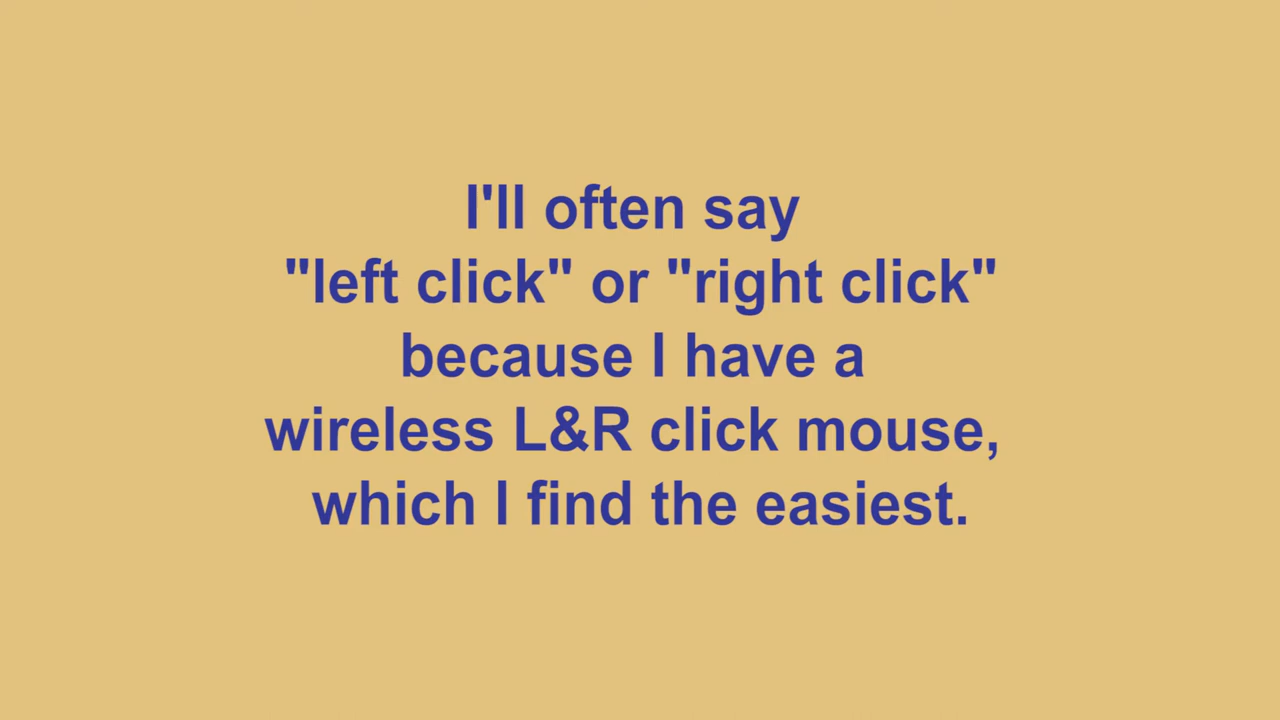 I'll often say
"left click" or "right click"
because I have a
wireless L&R click mouse,
which I find the easiest.